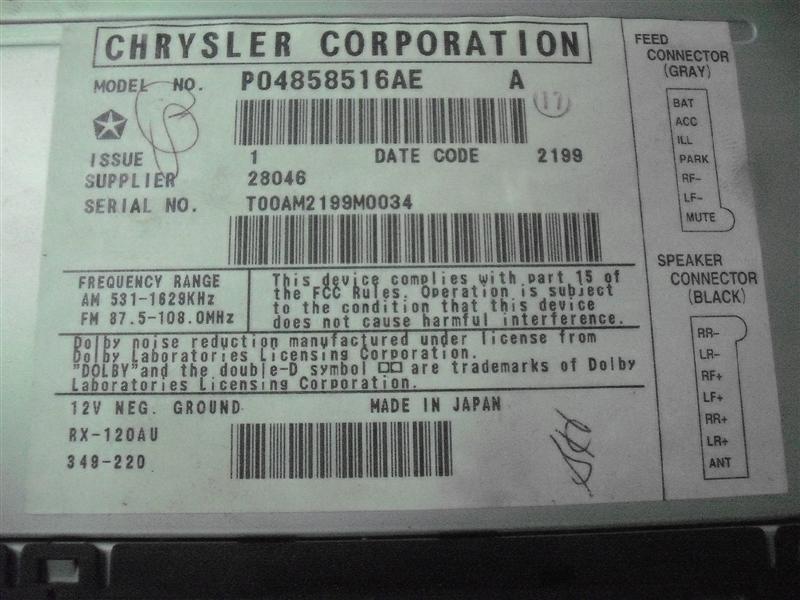 CHRYSLER CORPORATION
MODEL NO. P04858516AE A
17
ISSUE 1 DATE CODE 2199
SUPPLIER 28046
SERIAL NO. T00AM2199M0034
FREQUENCY RANGE
AM 531-1629KHz
FM 87.5-108.0MHz
This device complies with part 15 of
the FCC Rules. Operation is subject
to the condition that this device
does not cause harmful interference.
Dolby noise reduction manufactured under license from
Dolby Laboratories Licensing Corporation.
"DOLBY"and the double-D symbol are trademarks of Dolby
Laboratories Licensing Corporation.
12V NEG. GROUND MADE IN JAPAN
RX-120AU
349-220
FEED
CONNECTOR
(GRAY)
BAT
ACC
ILL
PARK
RF-
LF-
MUTE
SPEAKER
CONNECTOR
(BLACK)
RR-
LR-
RF+
LF+
RR+
LR+
ANT